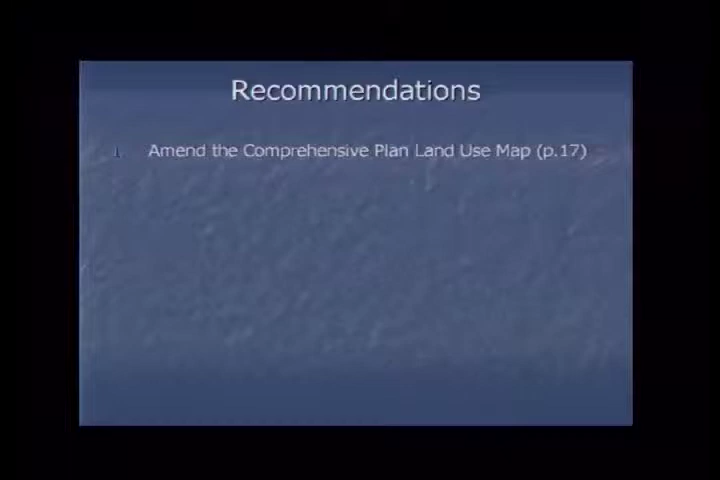 Recommendations
Amend the Comprehensive Plan Land Use Map (p.17)